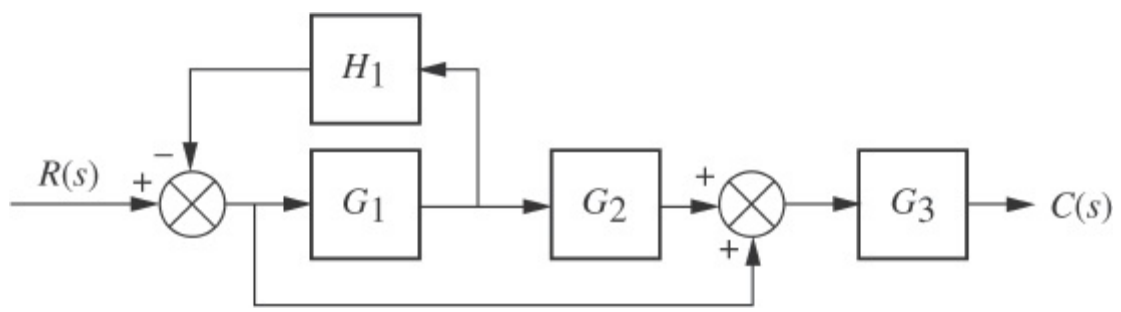 H1
−
R(s)
+
G1
G2
+
+
G3
C(s)